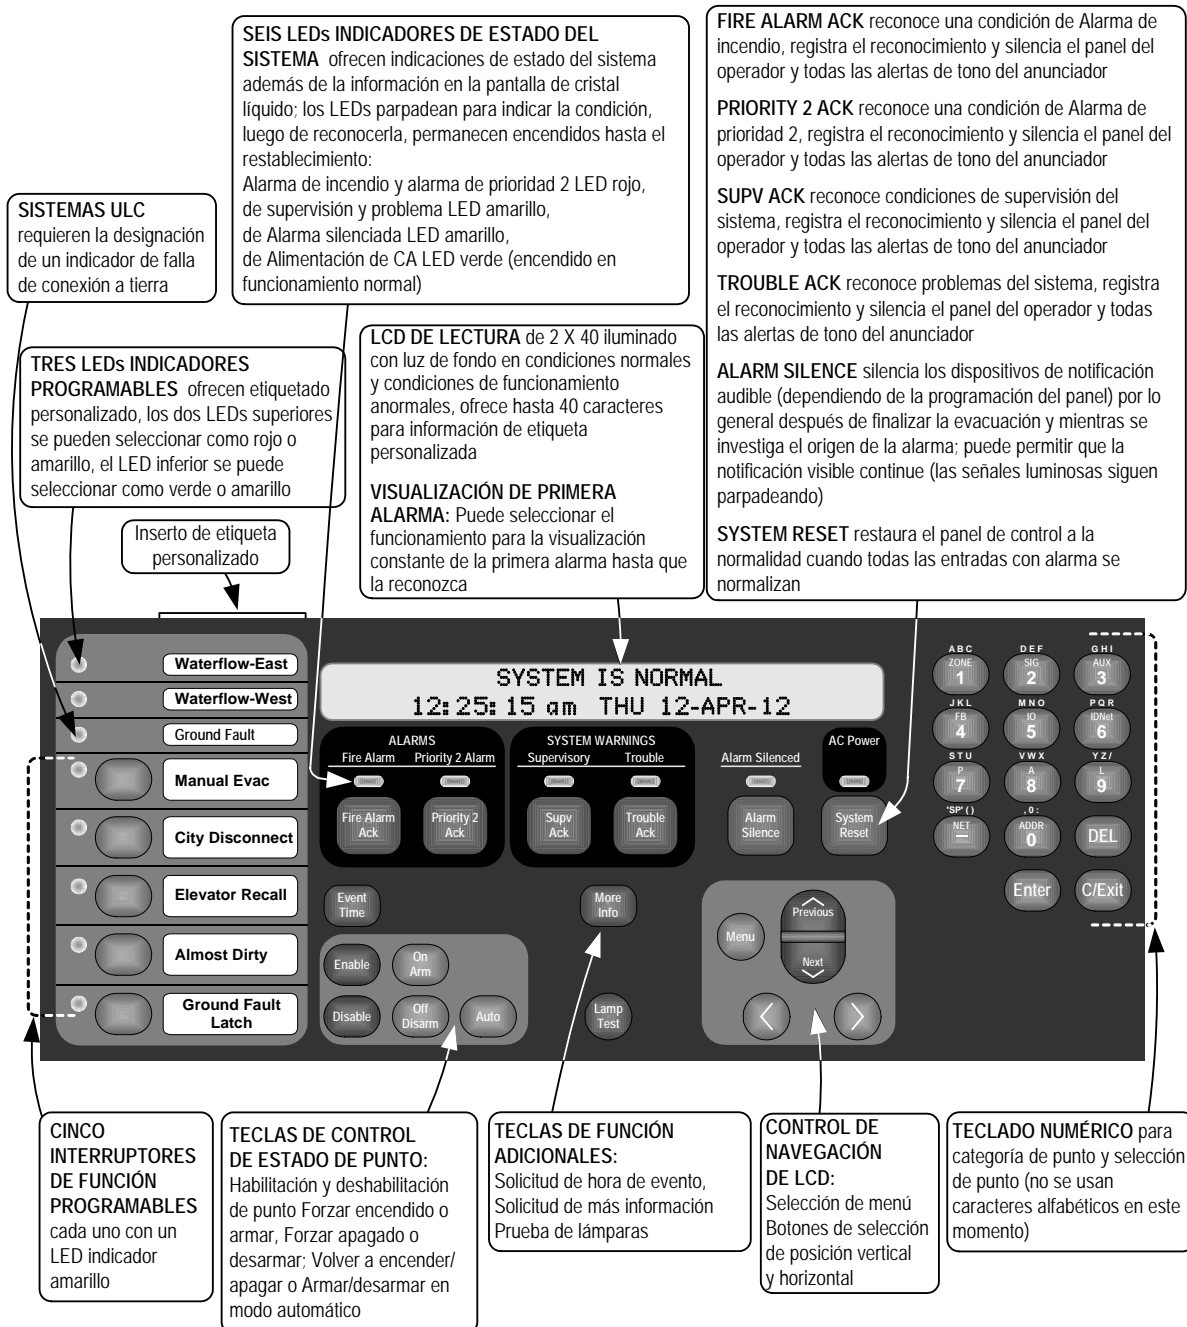 SEIS LEDs INDICADORES DE ESTADO DEL
SISTEMA ofrecen indicaciones de estado del sistema
además de la información en la pantalla de cristal
líquido; los LEDs parpadean para indicar la condición,
luego de reconocerla, permanecen encendidos hasta el
restablecimiento:
Alarma de incendio y alarma de prioridad 2 LED rojo,
de supervisión y problema LED amarillo,
de Alarma silenciada LED amarillo,
de Alimentación de CA LED verde (encendido en
funcionamiento normal)
FIRE ALARM ACK reconoce una condición de Alarma de
incendio, registra el reconocimiento y silencia el panel del
operador y todas las alertas de tono del anunciador
PRIORITY 2 ACK reconoce una condición de Alarma de
prioridad 2, registra el reconocimiento y silencia el panel del
operador y todas las alertas de tono del anunciador
SUPV ACK reconoce condiciones de supervisión del
sistema, registra el reconocimiento y silencia el panel del
operador y todas las alertas de tono del anunciador
TROUBLE ACK reconoce problemas del sistema, registra
el reconocimiento y silencia el panel del operador y todas
las alertas de tono del anunciador
ALARM SILENCE silencia los dispositivos de notificación
audible (dependiendo de la programación del panel) por lo
general después de finalizar la evacuación y mientras se
investiga el origen de la alarma; puede permitir que la
notificación visible continue (las señales luminosas siguen
parpadeando)
SYSTEM RESET restaura el panel de control a la
normalidad cuando todas las entradas con alarma se
normalizan
SISTEMAS ULC
requieren la designación
de un indicador de falla
de conexión a tierra
TRES LEDs INDICADORES
PROGRAMABLES ofrecen etiquetado
personalizado, los dos LEDs superiores
se pueden seleccionar como rojo o
amarillo, el LED inferior se puede
seleccionar como verde o amarillo
LCD DE LECTURA de 2 X 40 iluminado
con luz de fondo en condiciones normales
y condiciones de funcionamiento
anormales, ofrece hasta 40 caracteres
para información de etiqueta
personalizada
VISUALIZACIÓN DE PRIMERA
ALARMA: Puede seleccionar el
funcionamiento para la visualización
constante de la primera alarma hasta que
la reconozca
Inserto de etiqueta
personalizado
Waterflow-East
Waterflow-West
Ground Fault
Manual Evac
City Disconnect
Elevator Recall
Almost Dirty
Ground Fault
Latch
SYSTEM IS NORMAL
12:25:15 am THU 12-APR-12
ALARMS
Fire Alarm Priority 2 Alarm
SYSTEM WARNINGS
Supervisory Trouble
Alarm Silenced
AC Power
Fire Alarm
Ack
Priority 2
Ack
Supv
Ack
Trouble
Ack
Alarm
Silence
System
Reset
Event
Time
More
Info
Enable
On
Arm
Disable
Off
Disarm
Auto
Lamp
Test
Menu
Previous
Next
A B C
ZONE
1
D E F
SIG
2
G H I
AUX
3
J K L
FB
4
M N O
IO
5
P Q R
IDNet
6
S T U
P
7
V W X
A
8
Y Z /
L
9
'SP' ( )
NET
, 0 :
ADDR
0
DEL
Enter
C/Exit
CINCO
INTERRUPTORES
DE FUNCIÓN
PROGRAMABLES
cada uno con un
LED indicador
amarillo
TECLAS DE CONTROL
DE ESTADO DE PUNTO:
Habilitación y deshabilitación
de punto Forzar encendido o
armar, Forzar apagado o
desarmar; Volver a encender/
apagar o Armar/desarmar en
modo automático
TECLAS DE FUNCIÓN
ADICIONALES:
Solicitud de hora de evento,
Solicitud de más información
Prueba de lámparas
CONTROL DE
NAVEGACIÓN
DE LCD:
Selección de menú
Botones de selección
de posición vertical
y horizontal
TECLADO NUMÉRICO para
categoría de punto y selección
de punto (no se usan
caracteres alfabéticos en este
momento)